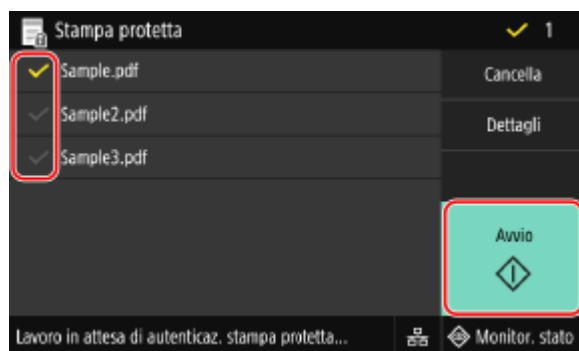 Stampa protetta 1
Sample.pdf
Cancella
Sample2.pdf
Dettagli
Sample3.pdf
Avvio
Lavoro in attesa di autenticaz. stampa protetta...
Monitor. stato